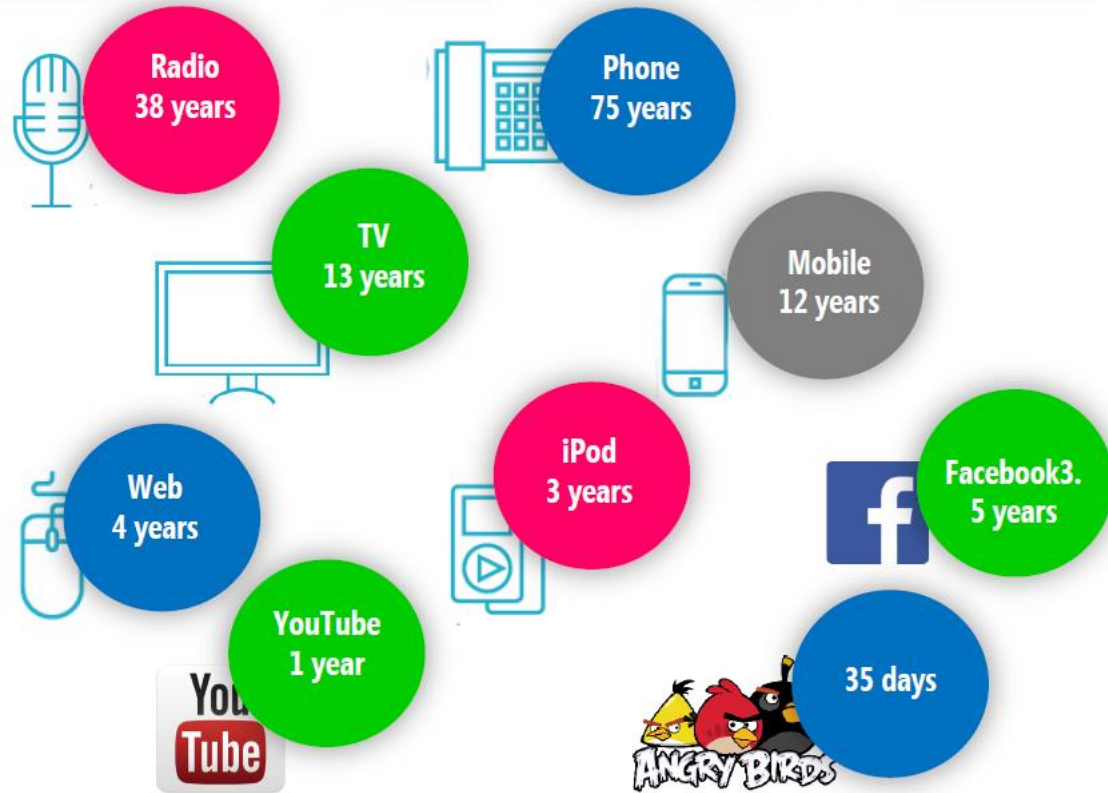 Radio
38 years
Phone
75 years
TV
13 years
Mobile
12 years
iPod
3 years
Web
4 years
Facebook3.
5 years
YouTube
1 year
You
Tube
35 days
ANGRY BIRDS